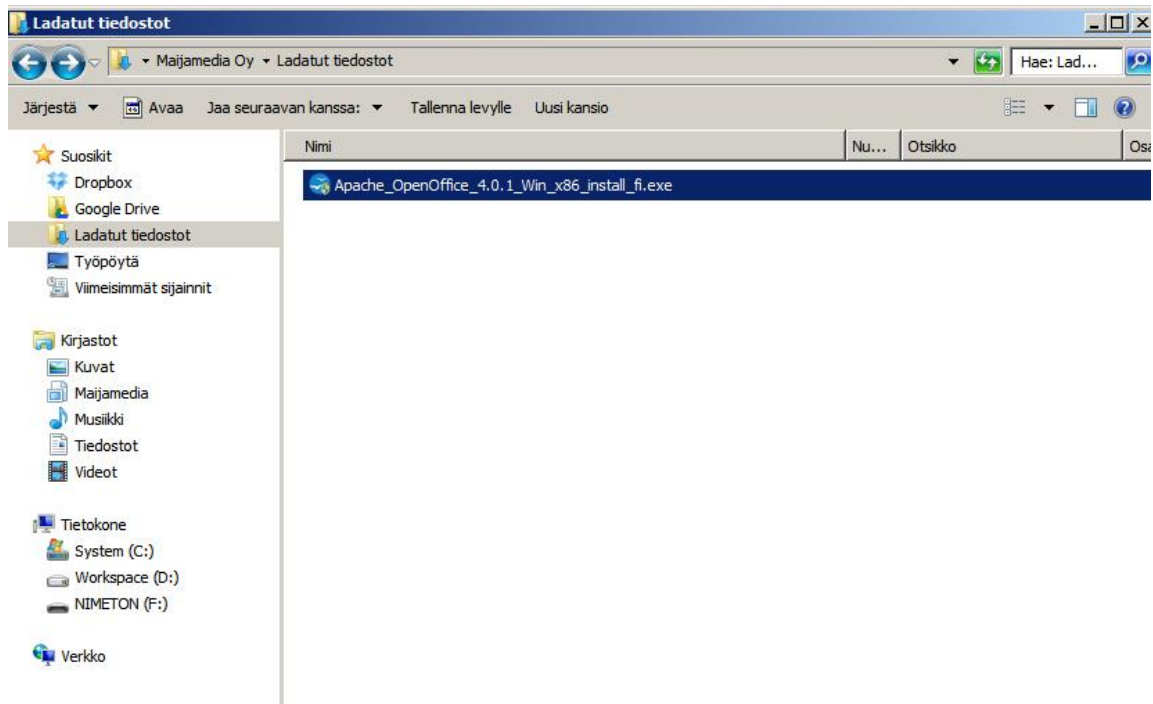 Ladatut tiedostot
Maijamedia Oy Ladatut tiedostot Hae: Lad...
Järjestä Avaa Jaa seuraavan kanssa: Tallenna levylle Uusi kansio
Nimi Nu... Otsikko Osa
Apache_OpenOffice_4.0.1_Win_x86_install_fi.exe
Suosikit
Dropbox
Google Drive
Ladatut tiedostot
Työpöytä
Viimeisimmät sijainnit
Kirjastot
Kuvat
Maijamedia
Musiikki
Tiedostot
Videot
Tietokone
System (C:)
Workspace (D:)
NIMETON (F:)
Verkko